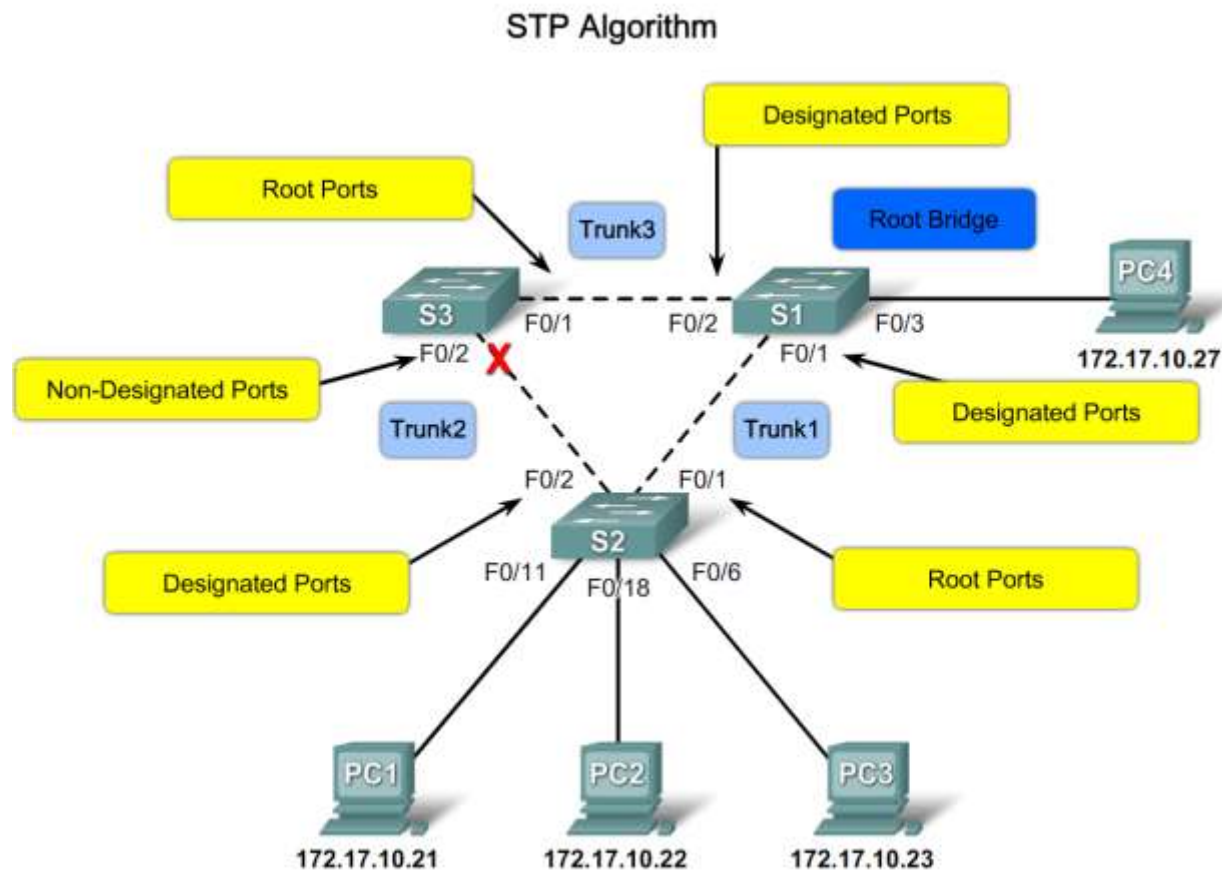 STP Algorithm
Designated Ports
Root Ports
Trunk3
Root Bridge
PC4
S3
S1
F0/1
F0/2
F0/3
F0/2
F0/1
172.17.10.27
Non-Designated Ports
Trunk2
Trunk1
Designated Ports
F0/2
F0/1
S2
Designated Ports
F0/11
F0/18
F0/6
Root Ports
PC1
PC2
PC3
172.17.10.21
172.17.10.22
172.17.10.23